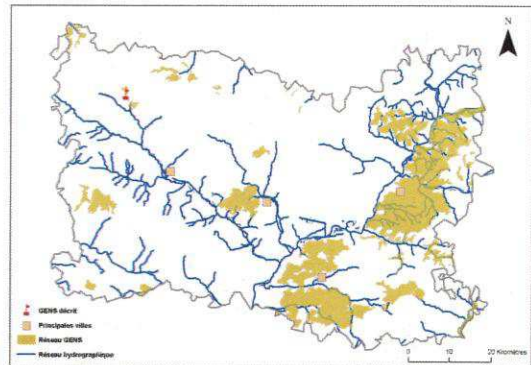 N
GENS décrit
Principales villes
Réseau GENS
Réseau hydrographique
0 10 20 Kilomètres